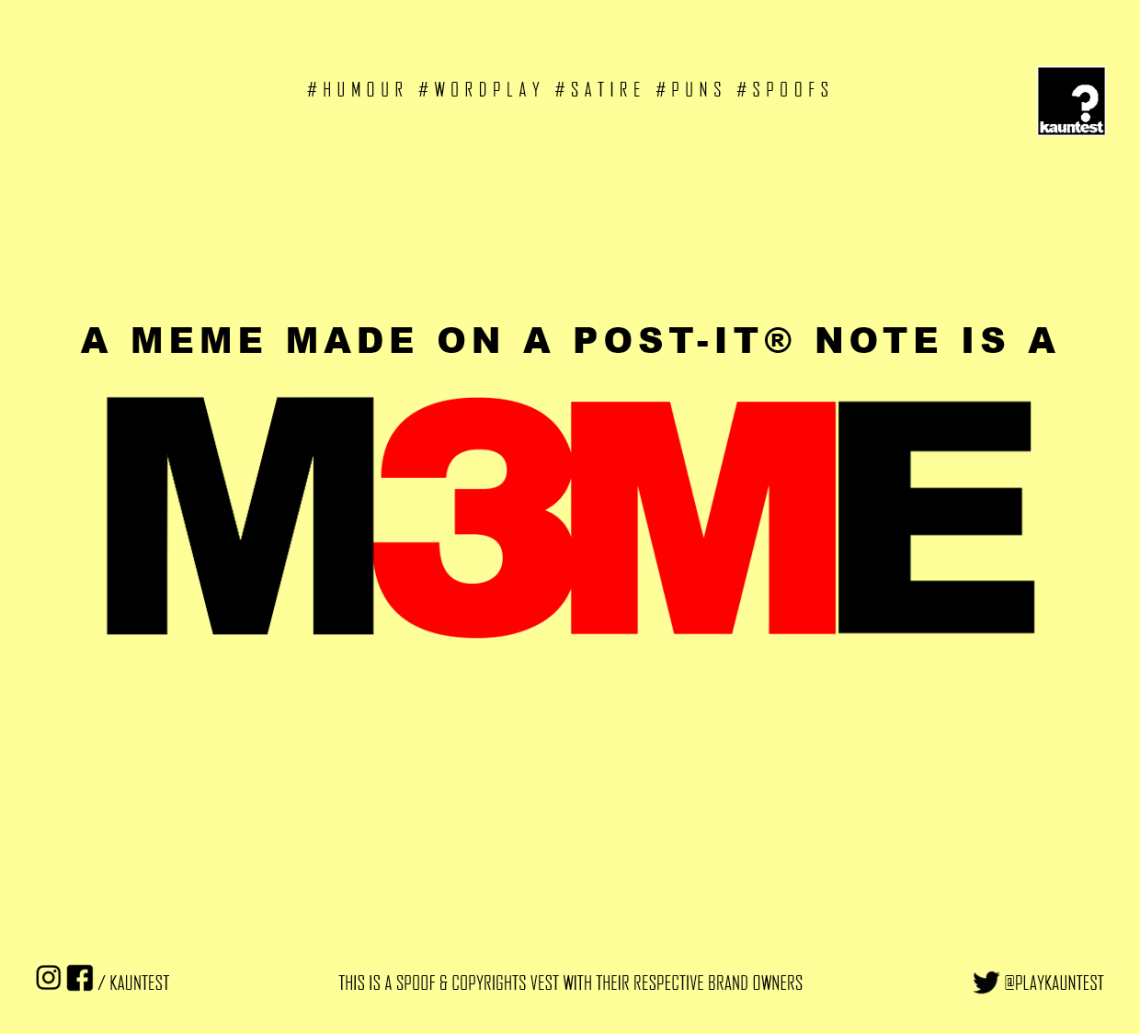 #HUMOUR #WORDPLAY #SATIRE #PUNS #SPOOFS
?
kauntest
A MEME MADE ON A POST-IT® NOTE IS A
M3ME
/ KAUNTEST
THIS IS A SPOOF & COPYRIGHTS VEST WITH THEIR RESPECTIVE BRAND OWNERS
@PLAYKAUNTEST